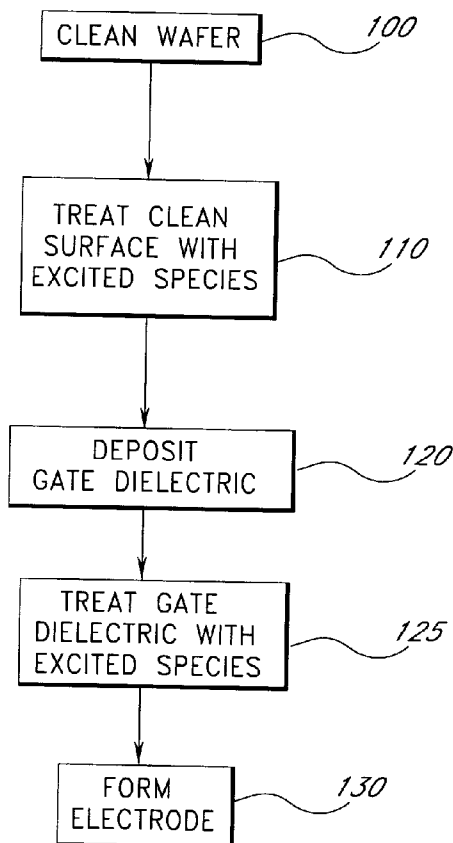 CLEAN WAFER
100
TREAT CLEAN
SURFACE WITH
EXCITED SPECIES
110
DEPOSIT
GATE DIELECTRIC
120
TREAT GATE
DIELECTRIC WITH
EXCITED SPECIES
125
FORM
ELECTRODE
130